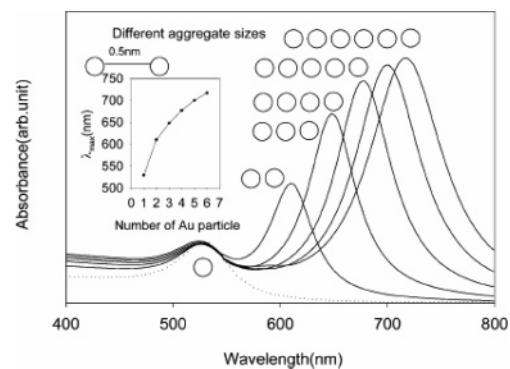 Different aggregate sizes
0.5nm
λmax(nm)
750
700
650
600
550
500
0 1 2 3 4 5 6 7
Number of Au particle
Absorbance(arb.unit)
400 500 600 700 800
Wavelength(nm)